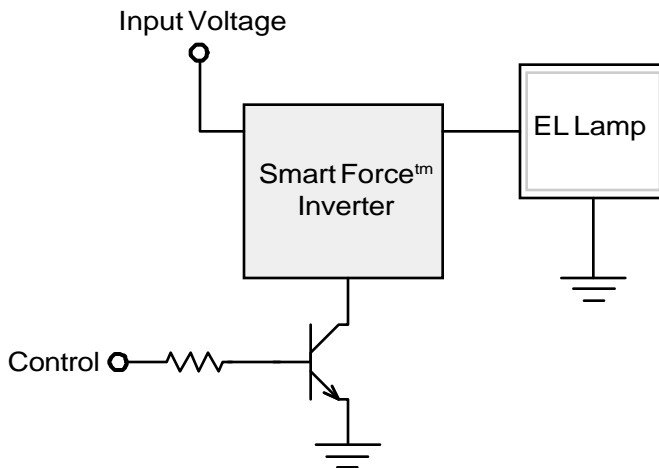 Input Voltage
EL Lamp
Smart Force™
Inverter
Control